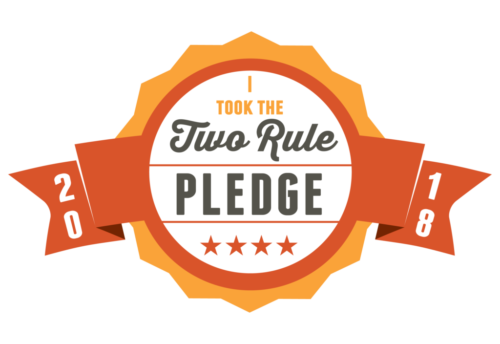 I
TOOK THE
Two Rule
PLEDGE
20
18